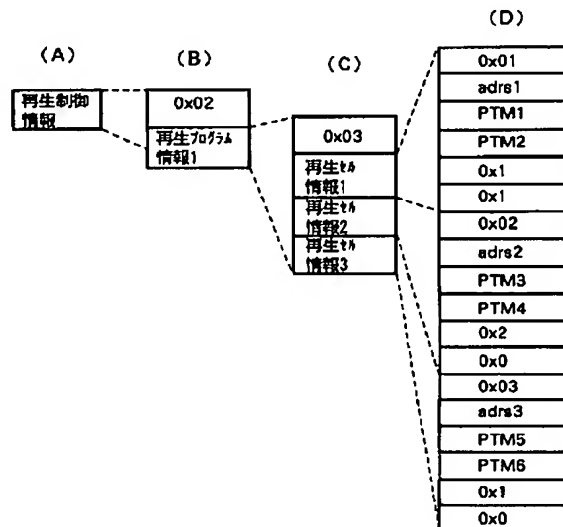 (A)
再生制御
情報
(B)
0x02
再生プログラム
情報1
(C)
0x03
再生セル
情報1
再生セル
情報2
再生セル
情報3
(D)
0x01
adrs1
PTM1
PTM2
0x1
0x1
0x02
adrs2
PTM3
PTM4
0x2
0x0
0x03
adrs3
PTM5
PTM6
0x1
0x0